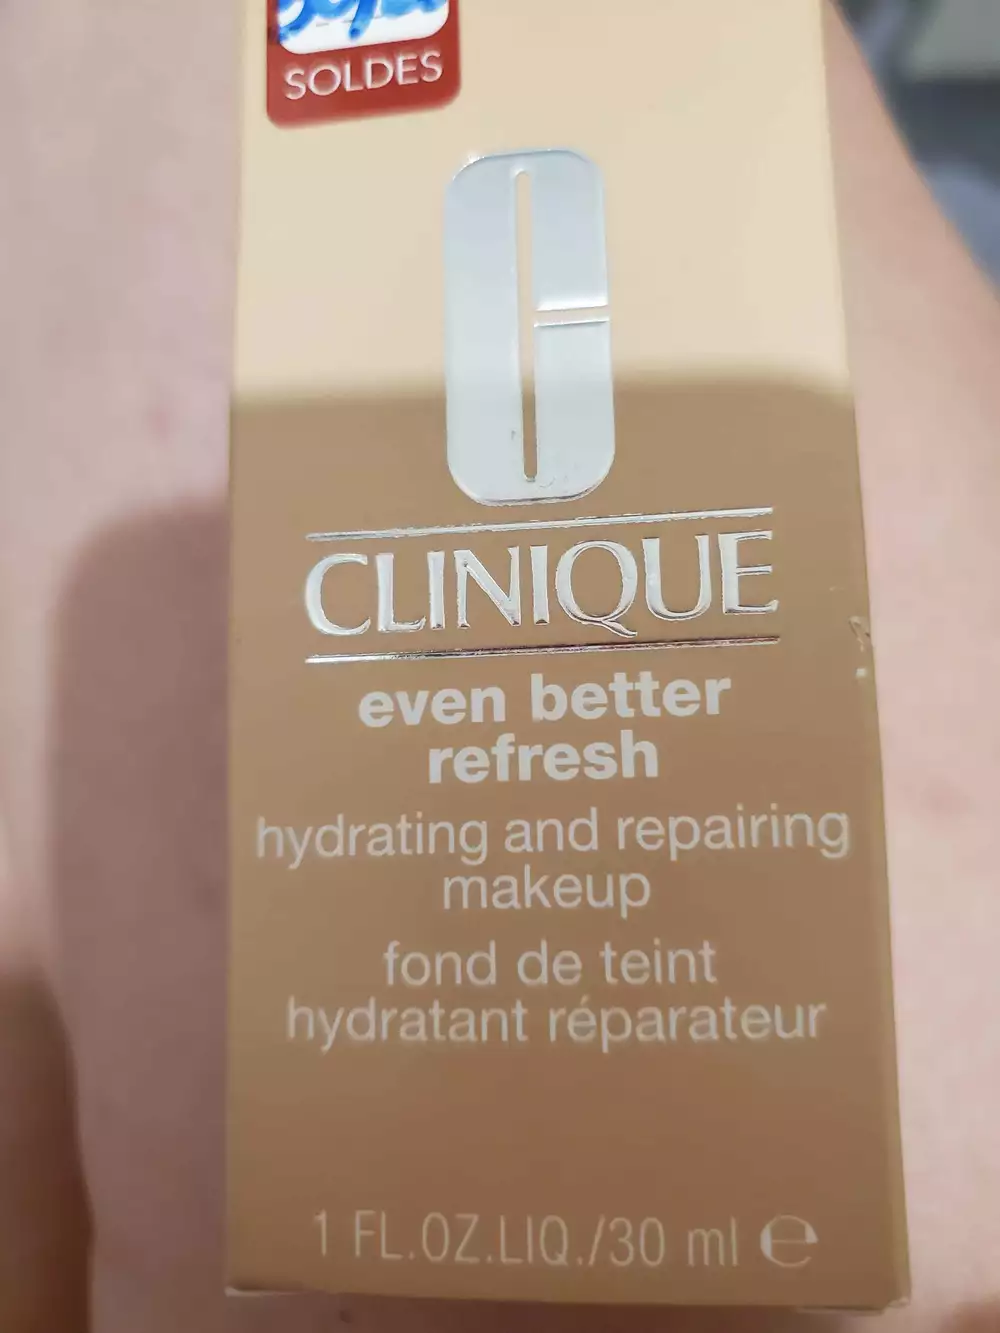 SOLDES
CLINIQUE
even better
refresh
hydrating and repairing
makeup
fond de teint
hydratant réparateur
1 FL.OZ.LIQ./30 ml ℮